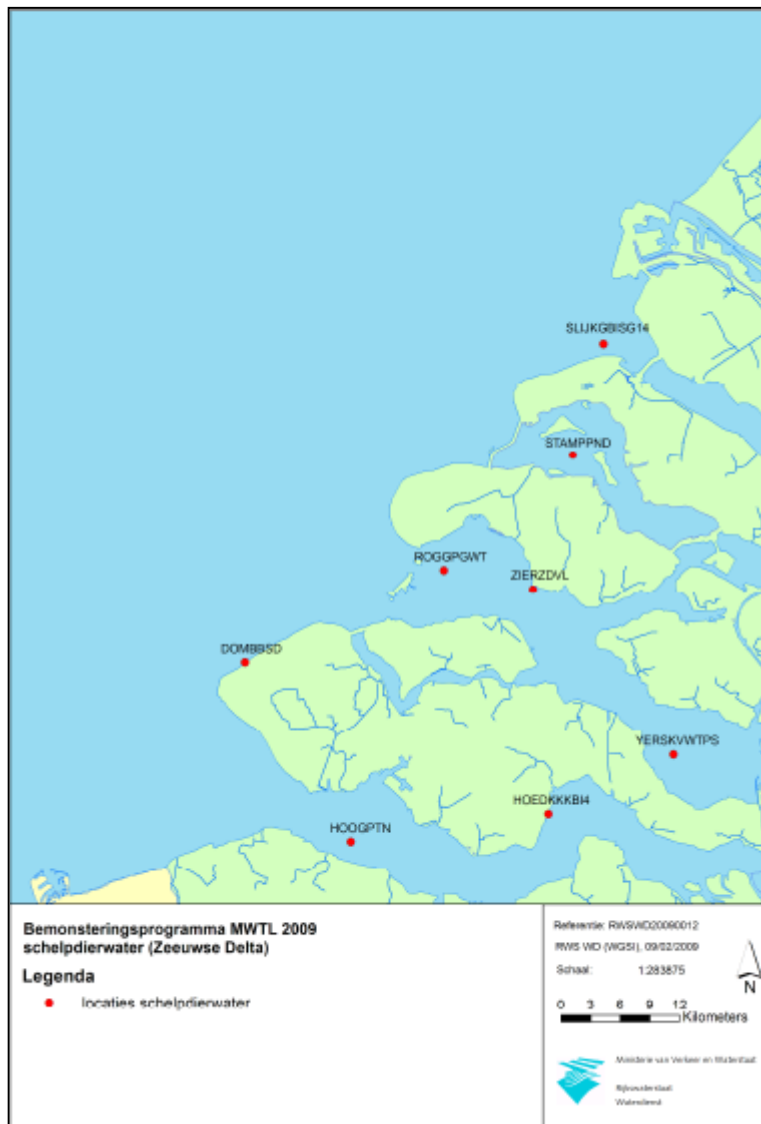 SLIJKGBISG14
STAMPPND
ROGGPGWT
ZIERZDVL
DOMBBSD
YERSKVWTPS
HOEDKKKBI4
HOOGPTN
Bemonsteringsprogramma MWTL 2009
schelpdierwater (Zeeuwse Delta)
Legenda
locaties schelpdierwater
Referentie: RWSWD20090012
RWS WD (WGSI), 09/02/2009
Schaal: 1:283875
N
0 3 6 9 12
Kilometers
Ministerie van Verkeer en Waterstaat
Rijkswaterstaat
Waterdienst